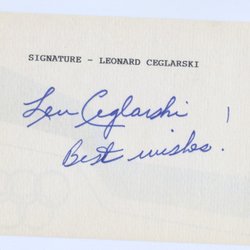 SIGNATURE - LEONARD CEGLARSKI
Len Ceglarski
Best wishes!